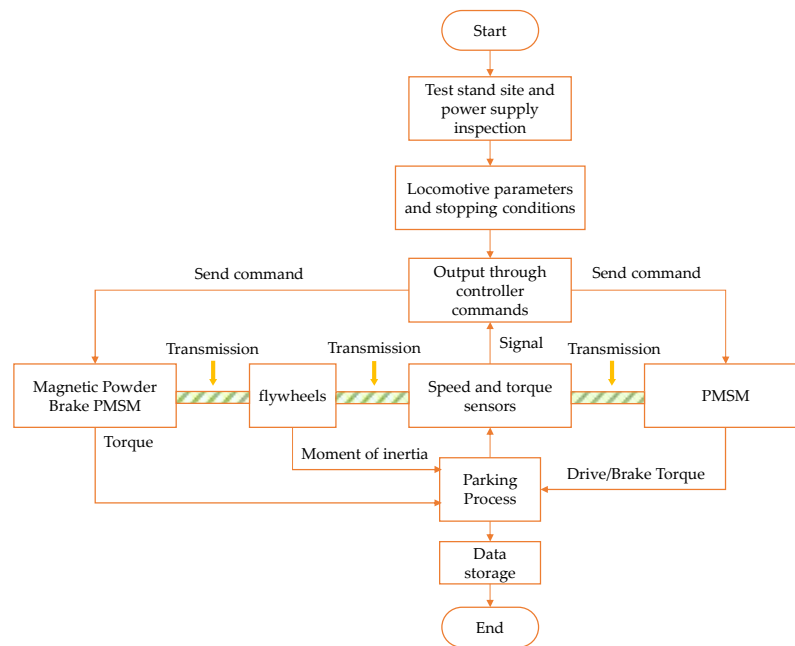 Start
Test stand site and
power supply
inspection
Locomotive parameters
and stopping conditions
Send command
Output through
controller
commands
Send command
Signal
Transmission
Transmission
Transmission
Magnetic Powder
Brake PMSM
flywheels
Speed and torque
sensors
PMSM
Torque
Moment of inertia
Drive/Brake Torque
Parking
Process
Data
storage
End